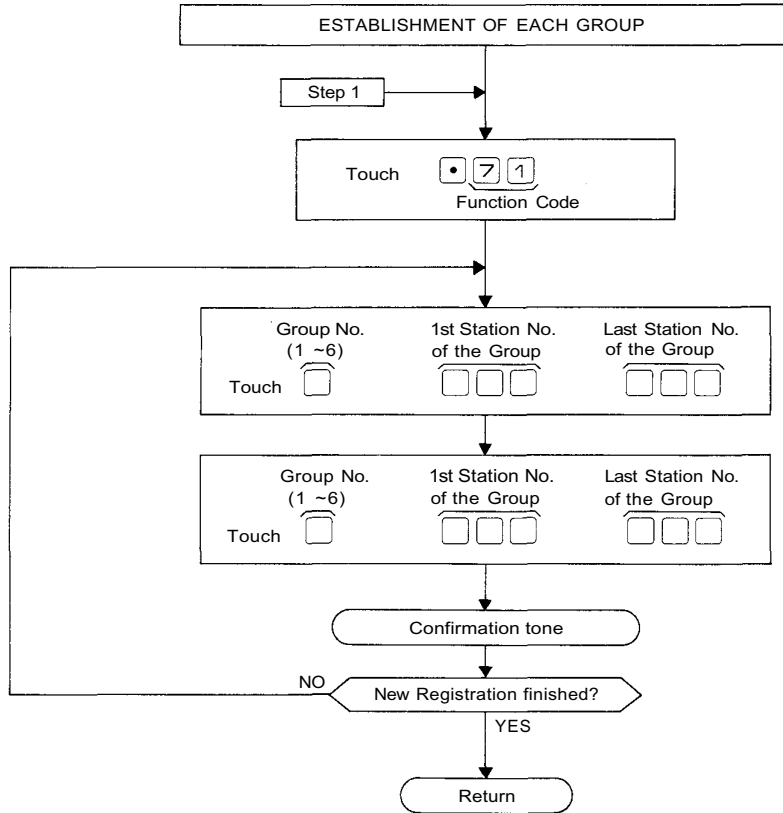 ESTABLISHMENT OF EACH GROUP
Step 1
Touch • 7 1
Function Code
Group No. 1st Station No. Last Station No.
(1 ~6) of the Group of the Group
Touch
Group No. 1st Station No. Last Station No.
(1 ~6) of the Group of the Group
Touch
Confirmation tone
NO
New Registration finished?
YES
Return